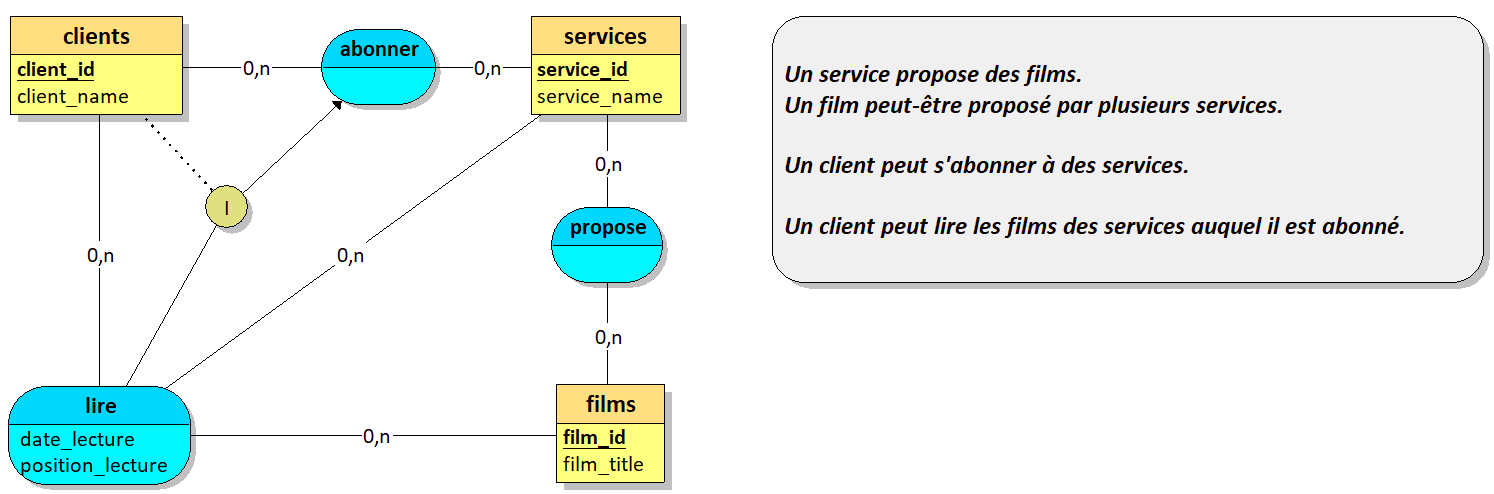 clients
client_id
client_name
0,n
abonner
0,n
services
service_id
service_name
Un service propose des films.
Un film peut-être proposé par plusieurs services.
Un client peut s'abonner à des services.
Un client peut lire les films des services auquel il est abonné.
0,n
I
propose
0,n
0,n
0,n
lire
date_lecture
position_lecture
0,n
films
film_id
film_title